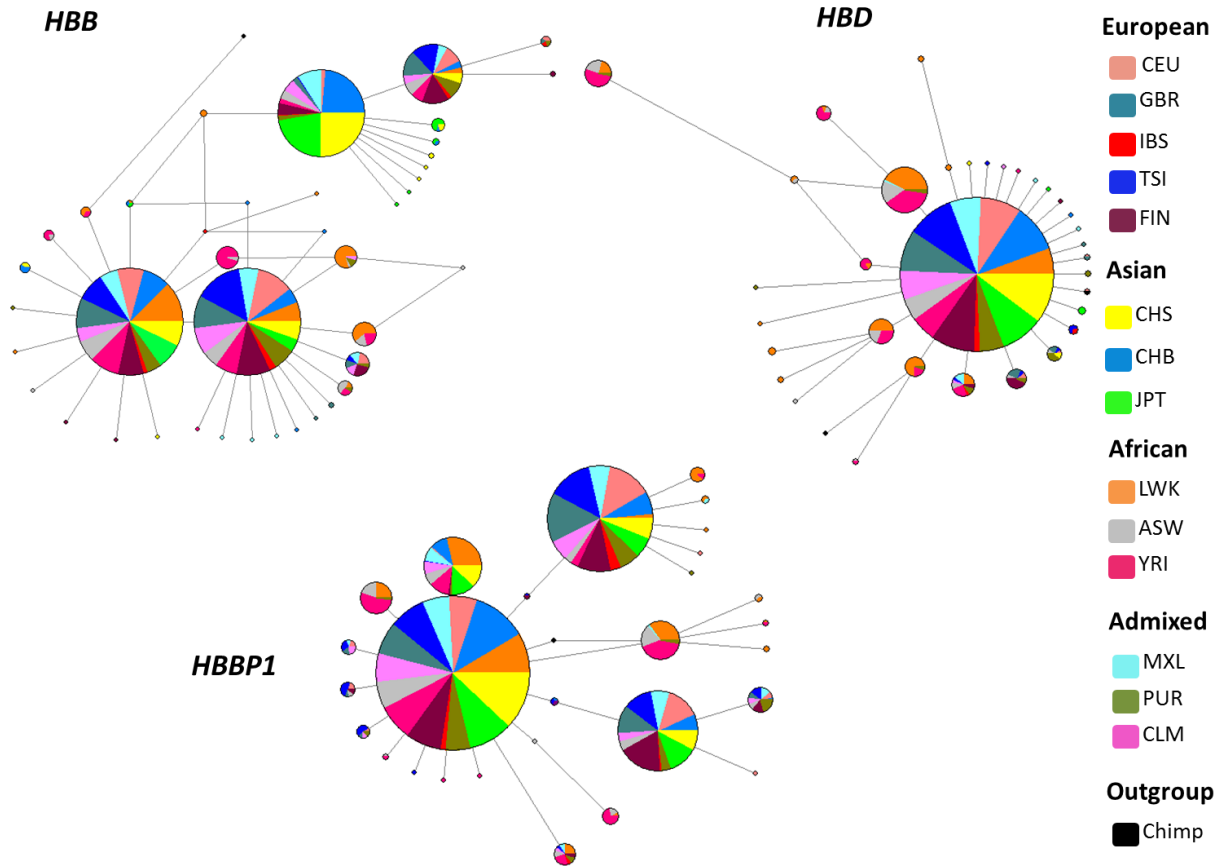 HBB
HBD
HBBP1
European
CEU
GBR
IBS
TSI
FIN
Asian
CHS
CHB
JPT
African
LWK
ASW
YRI
Admixed
MXL
PUR
CLM
Outgroup
Chimp